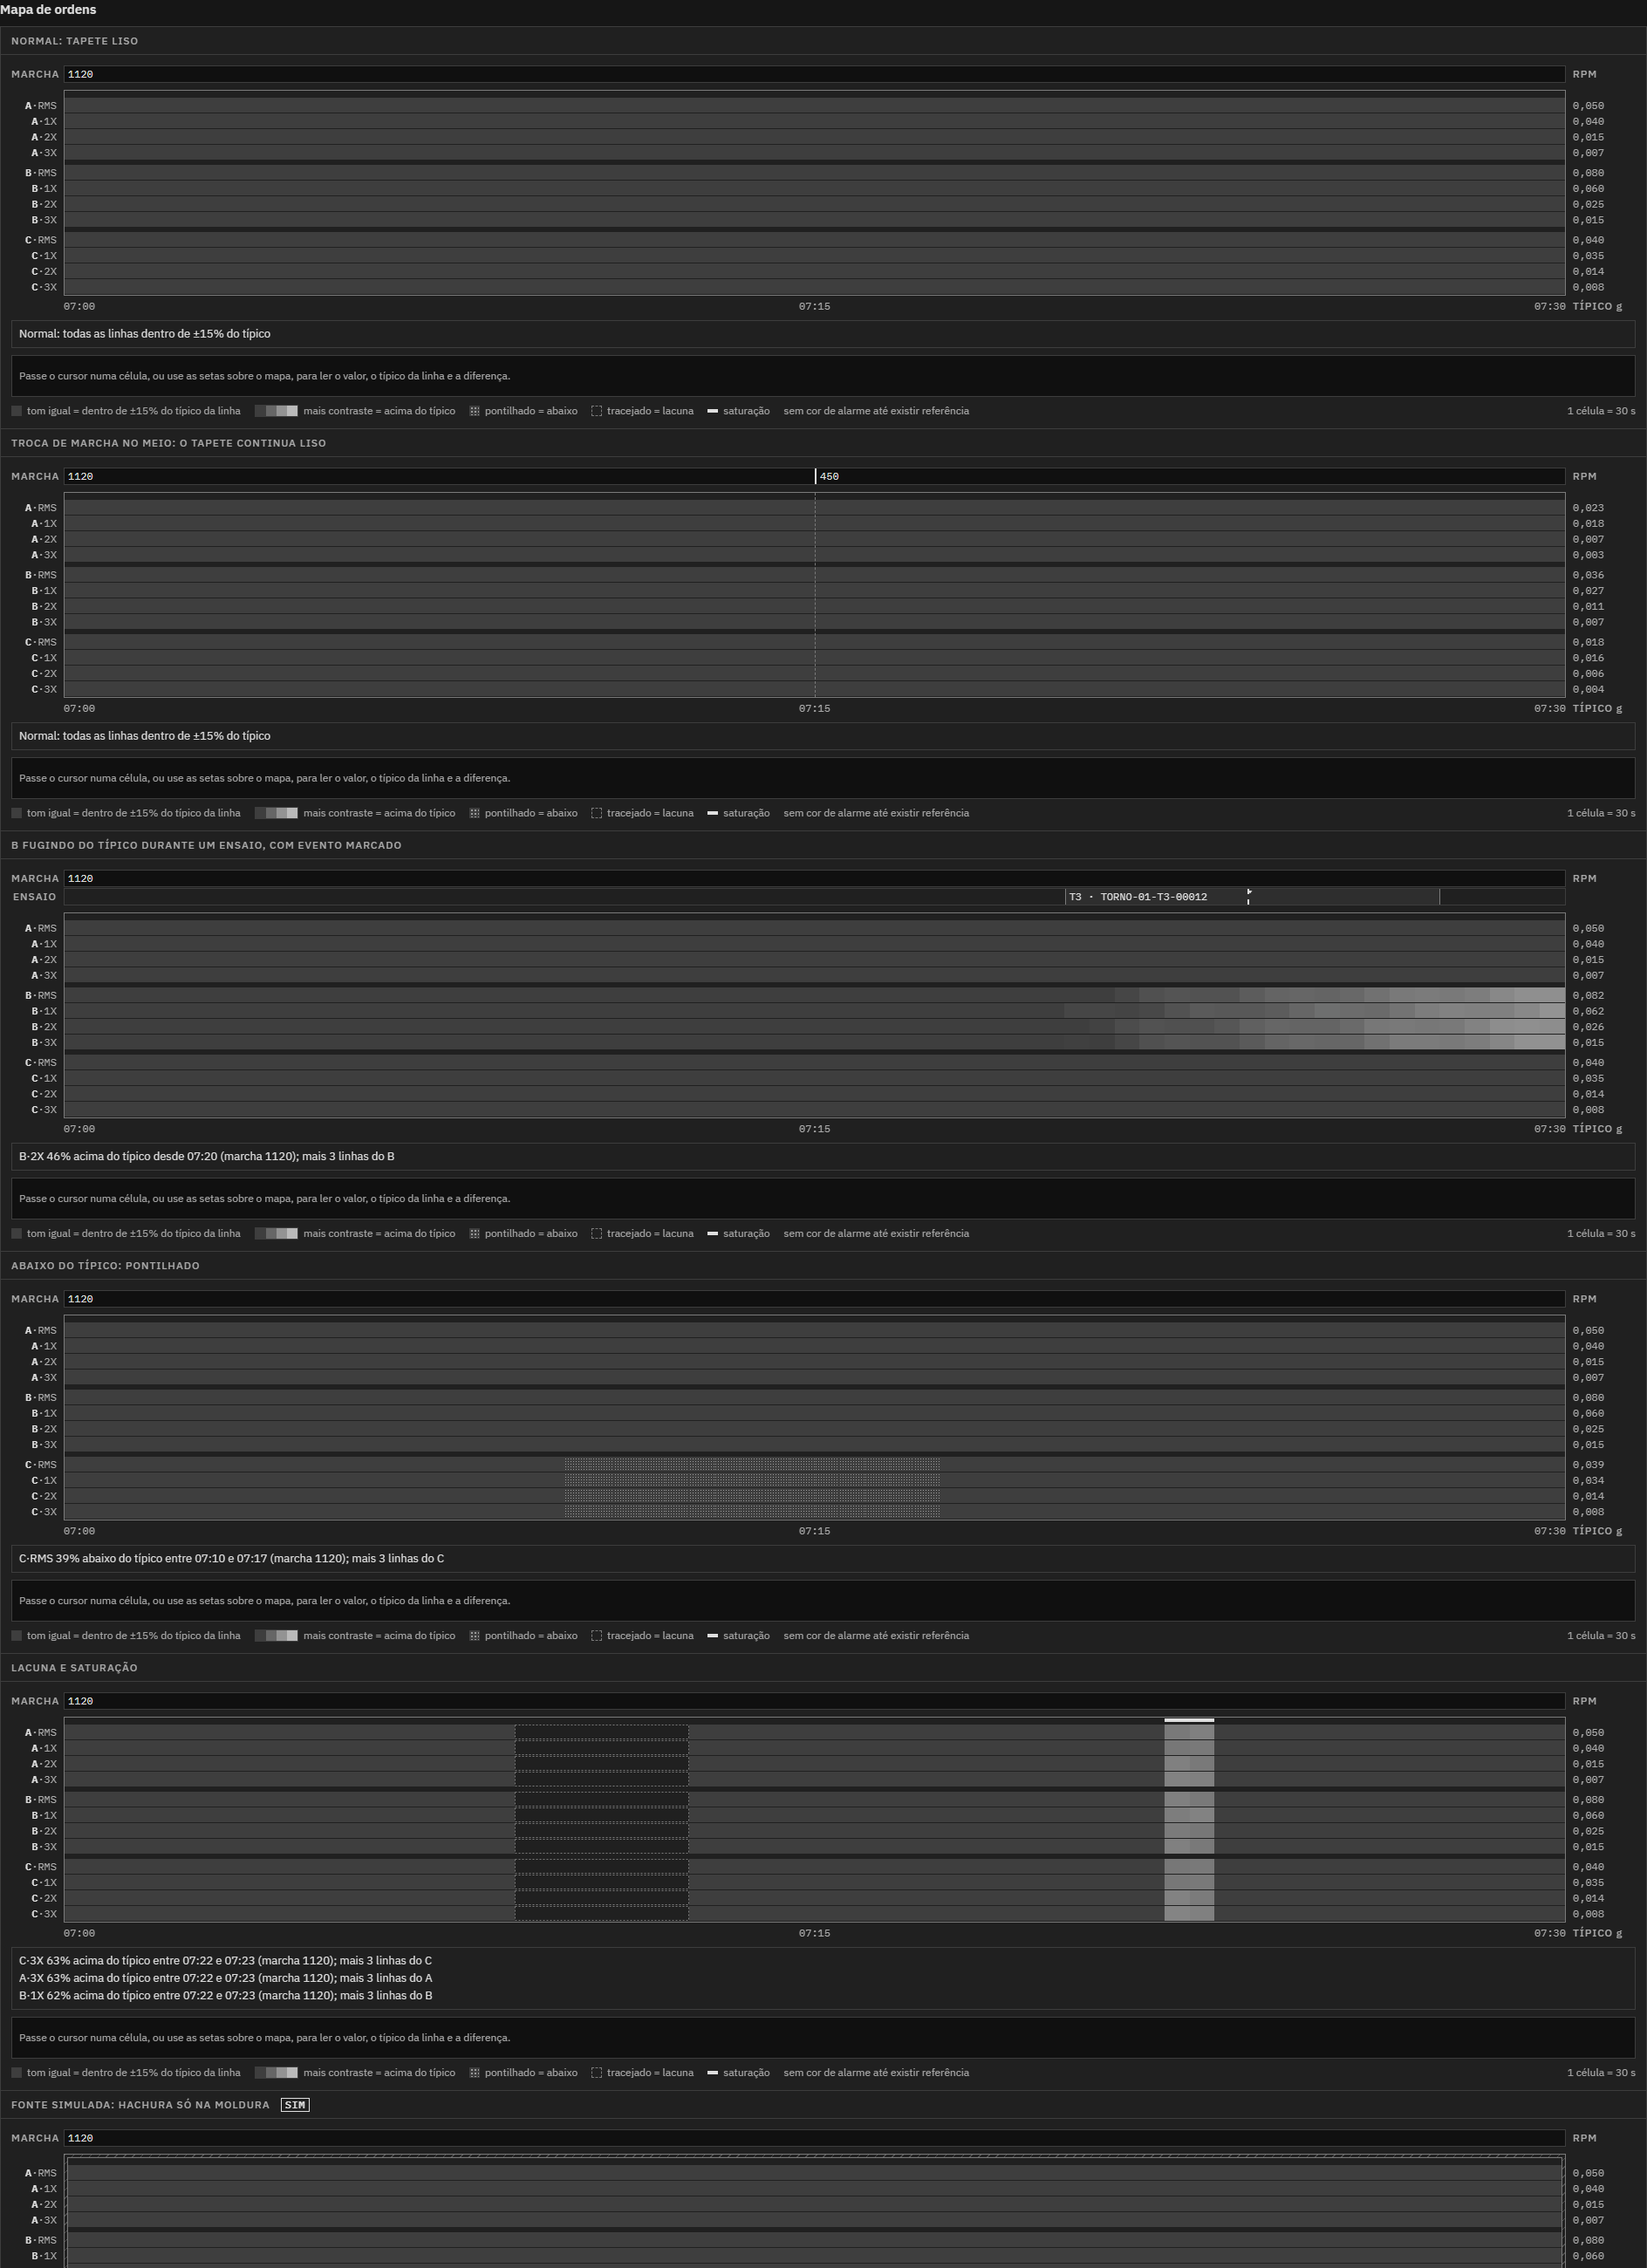 Mapa de ordens
NORMAL: TAPETE LISO
MARCHA 1120 RPM
A·RMS 0,050
A·1X 0,040
A·2X 0,015
A·3X 0,007
B·RMS 0,080
B·1X 0,060
B·2X 0,025
B·3X 0,015
C·RMS 0,040
C·1X 0,035
C·2X 0,014
C·3X 0,008
07:00 07:15 07:30 TÍPICO g
Normal: todas as linhas dentro de ±15% do típico
Passe o cursor numa célula, ou use as setas sobre o mapa, para ler o valor, o típico da linha e a diferença.
tom igual = dentro de ±15% do típico da linha mais contraste = acima do típico pontilhado = abaixo tracejado = lacuna saturação sem cor de alarme até existir referência 1 célula = 30 s
TROCA DE MARCHA NO MEIO: O TAPETE CONTINUA LISO
MARCHA 1120 450 RPM
A·RMS 0,023
A·1X 0,018
A·2X 0,007
A·3X 0,003
B·RMS 0,036
B·1X 0,027
B·2X 0,011
B·3X 0,007
C·RMS 0,018
C·1X 0,016
C·2X 0,006
C·3X 0,004
07:00 07:15 07:30 TÍPICO g
Normal: todas as linhas dentro de ±15% do típico
Passe o cursor numa célula, ou use as setas sobre o mapa, para ler o valor, o típico da linha e a diferença.
tom igual = dentro de ±15% do típico da linha mais contraste = acima do típico pontilhado = abaixo tracejado = lacuna saturação sem cor de alarme até existir referência 1 célula = 30 s
B FUGINDO DO TÍPICO DURANTE UM ENSAIO, COM EVENTO MARCADO
MARCHA 1120 RPM
ENSAIO T3 · TORNO-01-T3-00012
A·RMS 0,050
A·1X 0,040
A·2X 0,015
A·3X 0,007
B·RMS 0,082
B·1X 0,062
B·2X 0,026
B·3X 0,015
C·RMS 0,040
C·1X 0,035
C·2X 0,014
C·3X 0,008
07:00 07:15 07:30 TÍPICO g
B·2X 46% acima do típico desde 07:20 (marcha 1120); mais 3 linhas do B
Passe o cursor numa célula, ou use as setas sobre o mapa, para ler o valor, o típico da linha e a diferença.
tom igual = dentro de ±15% do típico da linha mais contraste = acima do típico pontilhado = abaixo tracejado = lacuna saturação sem cor de alarme até existir referência 1 célula = 30 s
ABAIXO DO TÍPICO: PONTILHADO
MARCHA 1120 RPM
A·RMS 0,050
A·1X 0,040
A·2X 0,015
A·3X 0,007
B·RMS 0,080
B·1X 0,060
B·2X 0,025
B·3X 0,015
C·RMS 0,039
C·1X 0,034
C·2X 0,014
C·3X 0,008
07:00 07:15 07:30 TÍPICO g
C·RMS 39% abaixo do típico entre 07:10 e 07:17 (marcha 1120); mais 3 linhas do C
Passe o cursor numa célula, ou use as setas sobre o mapa, para ler o valor, o típico da linha e a diferença.
tom igual = dentro de ±15% do típico da linha mais contraste = acima do típico pontilhado = abaixo tracejado = lacuna saturação sem cor de alarme até existir referência 1 célula = 30 s
LACUNA E SATURAÇÃO
MARCHA 1120 RPM
A·RMS 0,050
A·1X 0,040
A·2X 0,015
A·3X 0,007
B·RMS 0,080
B·1X 0,060
B·2X 0,025
B·3X 0,015
C·RMS 0,040
C·1X 0,035
C·2X 0,014
C·3X 0,008
07:00 07:15 07:30 TÍPICO g
C·3X 63% acima do típico entre 07:22 e 07:23 (marcha 1120); mais 3 linhas do C
A·3X 63% acima do típico entre 07:22 e 07:23 (marcha 1120); mais 3 linhas do A
B·1X 62% acima do típico entre 07:22 e 07:23 (marcha 1120); mais 3 linhas do B
Passe o cursor numa célula, ou use as setas sobre o mapa, para ler o valor, o típico da linha e a diferença.
tom igual = dentro de ±15% do típico da linha mais contraste = acima do típico pontilhado = abaixo tracejado = lacuna saturação sem cor de alarme até existir referência 1 célula = 30 s
FONTE SIMULADA: HACHURA SÓ NA MOLDURA SIM
MARCHA 1120 RPM
A·RMS 0,050
A·1X 0,040
A·2X 0,015
A·3X 0,007
B·RMS 0,080
B·1X 0,060